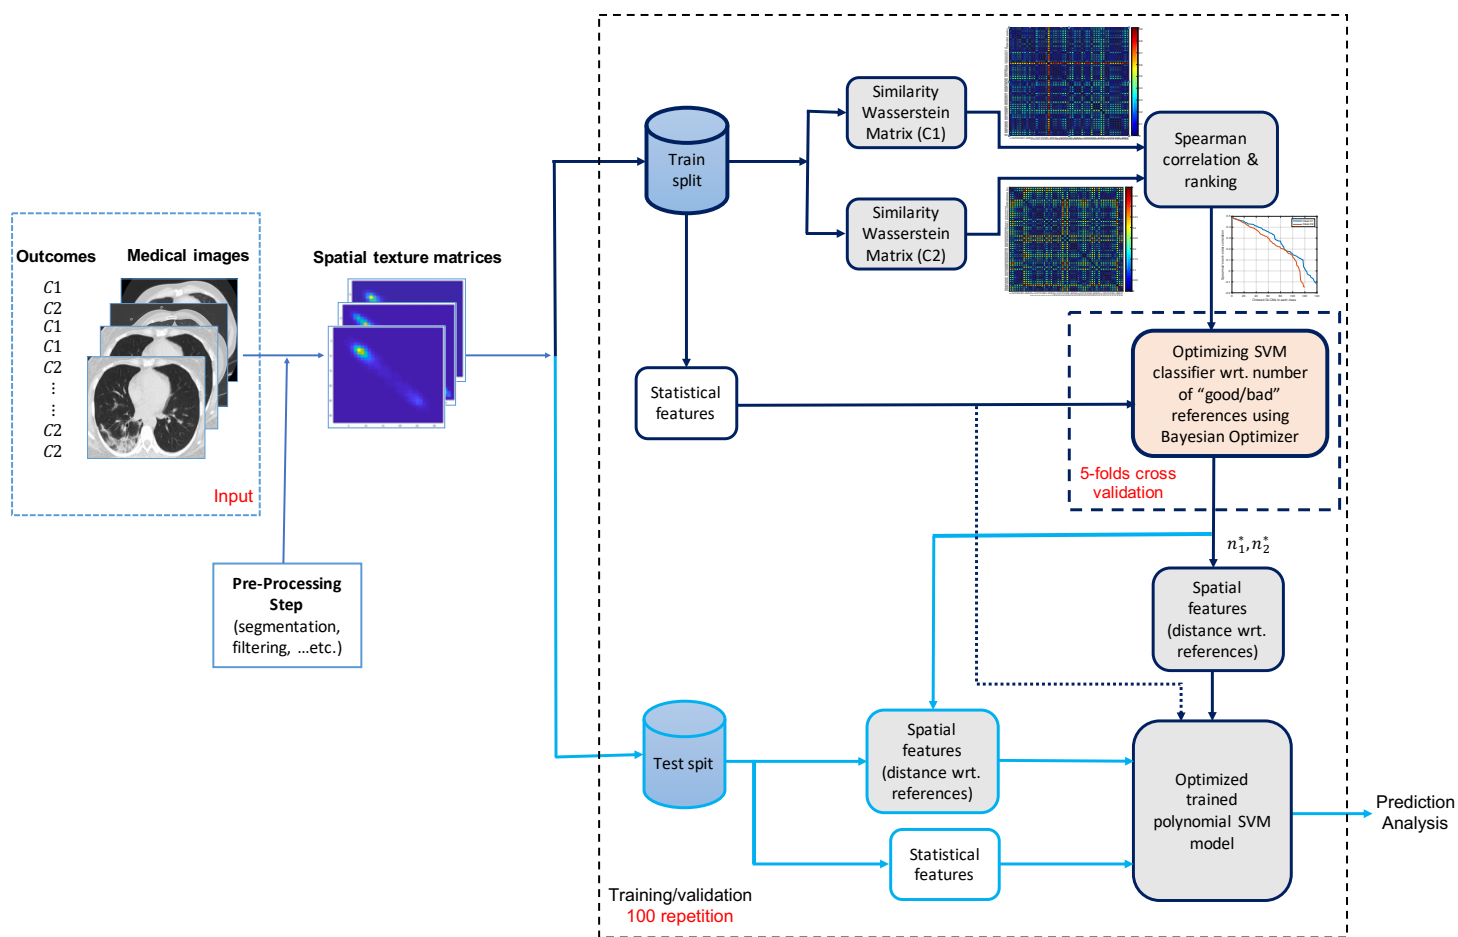 Outcomes
Medical images
C1
C2
C1
C1
C2
⋮
⋮
C2
C2
Input
Pre-Processing
Step
(segmentation,
filtering, ...etc.)
Spatial texture matrices
Train
split
Similarity
Wasserstein
Matrix (C1)
Similarity
Wasserstein
Matrix (C2)
Spearman
correlation &
ranking
Statistical
features
Optimizing SVM
classifier wrt. number
of “good/bad”
references using
Bayesian Optimizer
5-folds cross
validation
n₁*, n₂*
Spatial
features
(distance wrt.
references)
Test spit
Spatial
features
(distance wrt.
references)
Statistical
features
Optimized
trained
polynomial SVM
model
Prediction
Analysis
Training/validation
100 repetition